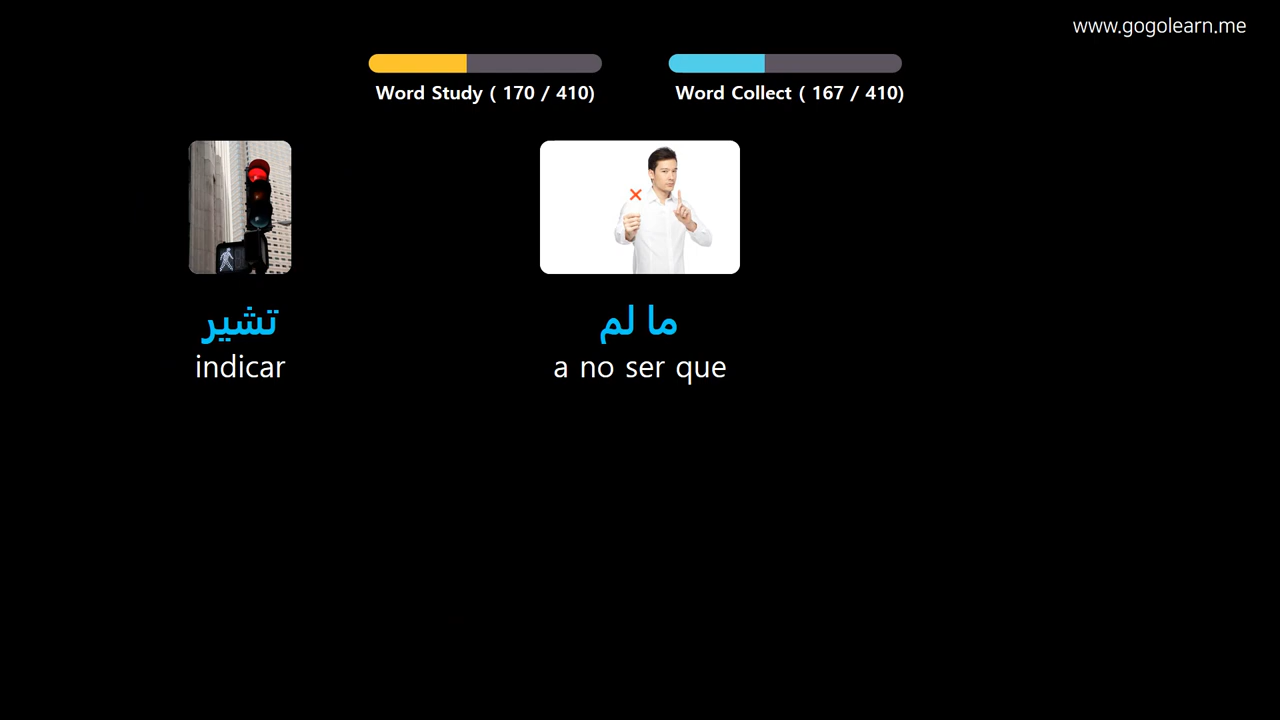 www.gogolearn.me
Word Study ( 170 / 410)
Word Collect ( 167 / 410)
تشير
indicar
ما لم
a no ser que